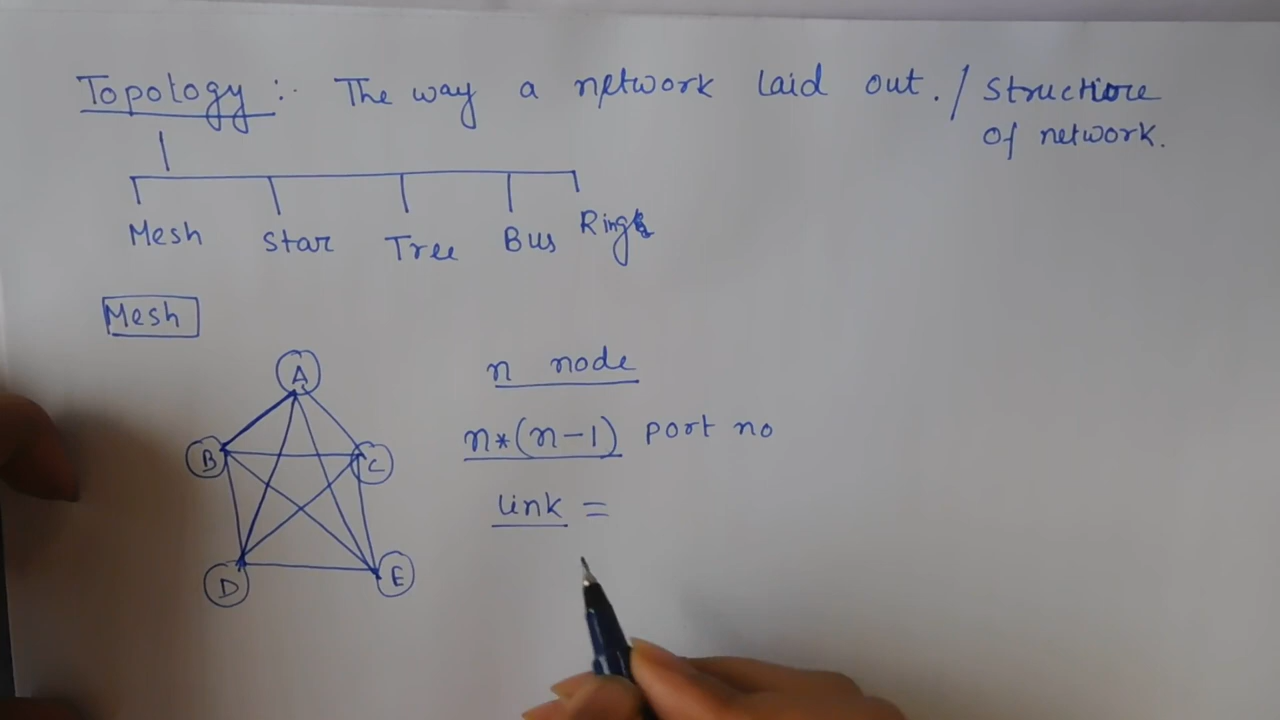 Topology :- The way a network laid out. / Structure
of network.
Mesh Star Tree Bus Ring
Mesh
A
B
C
D
E
n node
n*(n-1) port no
link =